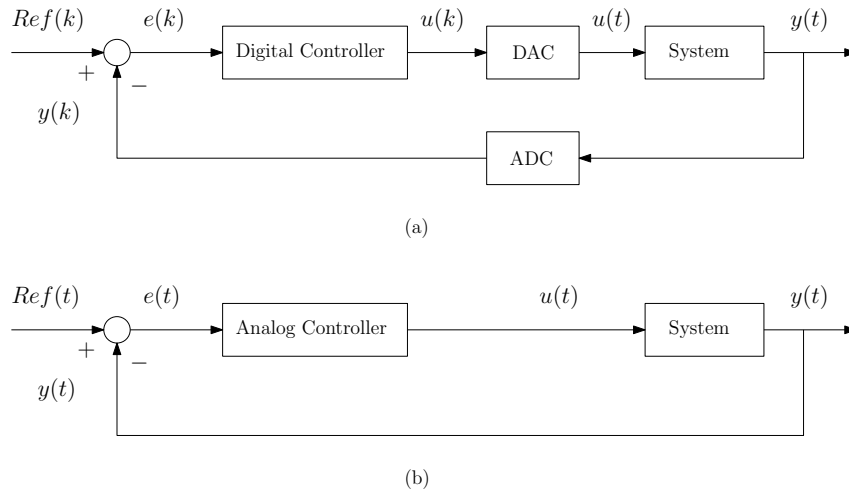 Ref(k)
e(k)
u(k)
u(t)
y(t)
Digital Controller
DAC
System
+
−
y(k)
ADC
(a)
Ref(t)
e(t)
u(t)
y(t)
Analog Controller
System
+
−
y(t)
(b)